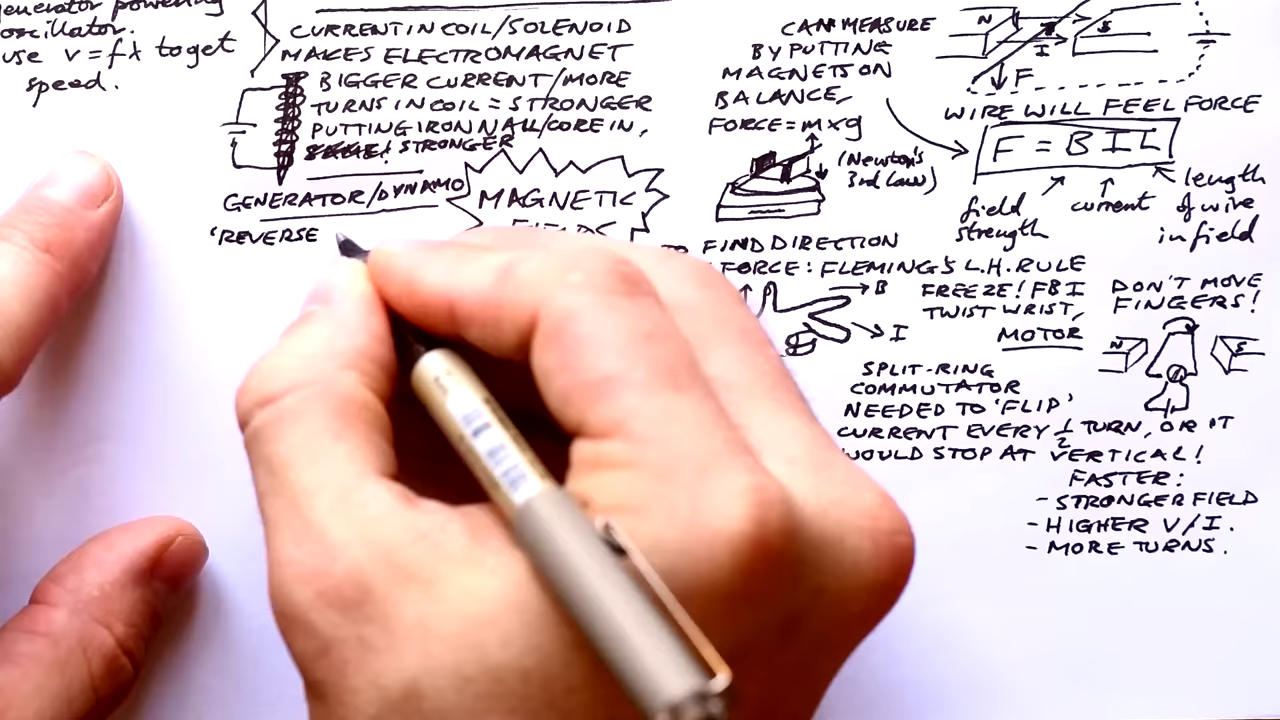 generator powering
oscillator.
use v = fλ to get
speed.
CURRENT IN COIL/SOLENOID
MAKES ELECTROMAGNET
BIGGER CURRENT/MORE
TURNS IN COIL = STRONGER
PUTTING IRON NAIL/CORE IN,
STRONGER
GENERATOR/DYNAMO
'REVERSE
MAGNETIC
FIELDS
CAN MEASURE
BY PUTTING
MAGNETS ON
BALANCE,
FORCE = m x g
(Newton's
3rd Law)
N
S
I
F
WIRE WILL FEEL FORCE
F = BIL
field
strength
current
length
of wire
in field
TO FIND DIRECTION
FORCE: FLEMING'S L.H. RULE
B
I
FREEZE! FBI
TWIST WRIST,
DON'T MOVE
FINGERS!
MOTOR
N
S
SPLIT-RING
COMMUTATOR
NEEDED TO 'FLIP'
CURRENT EVERY 1/2 TURN, OR IT
WOULD STOP AT VERTICAL!
FASTER:
- STRONGER FIELD
- HIGHER V/I.
- MORE TURNS.